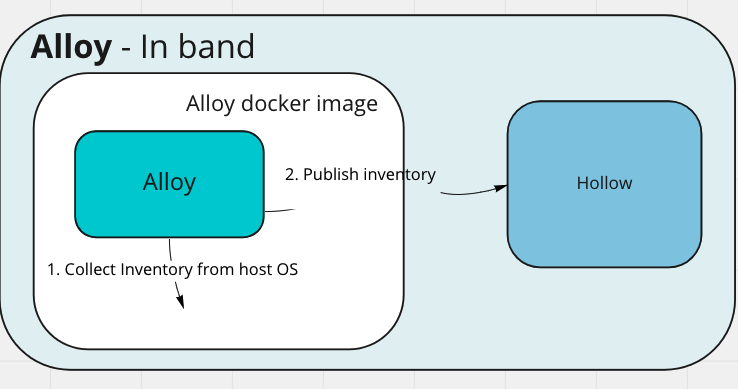 Alloy - In band
Alloy docker image
Alloy
2. Publish inventory
Hollow
1. Collect Inventory from host OS